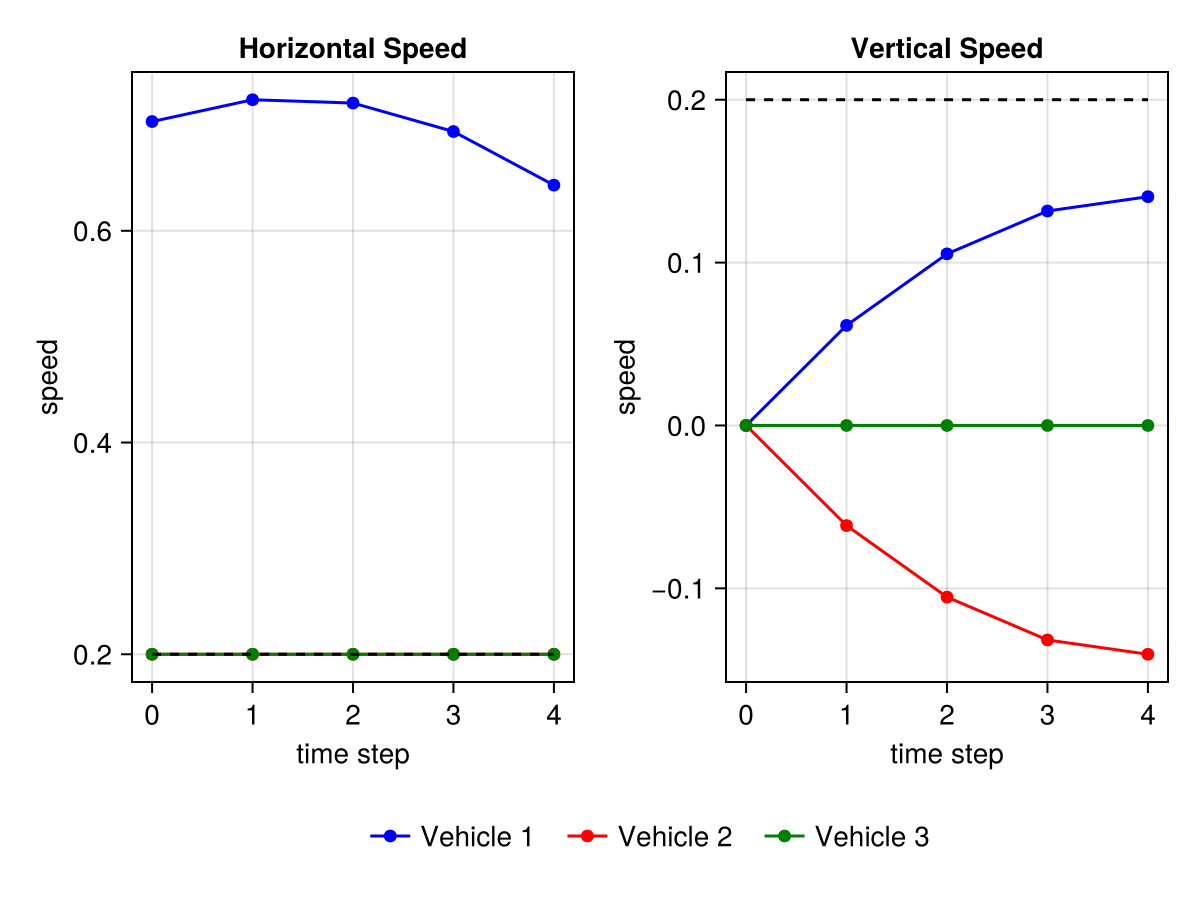 Horizontal Speed
0.6
0.4
0.2
speed
0 1 2 3 4
time step
Vertical Speed
0.2
0.1
0.0
−0.1
speed
0 1 2 3 4
time step
Vehicle 1 Vehicle 2 Vehicle 3